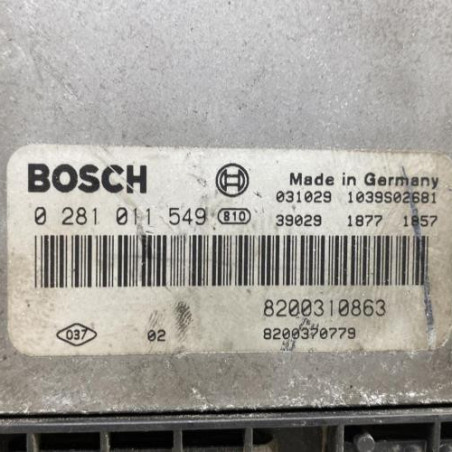 BOSCH
Made in Germany
031029 1039S02681
0 281 011 549 810
39029 1877 1857
8200310863
037 02 8200370779